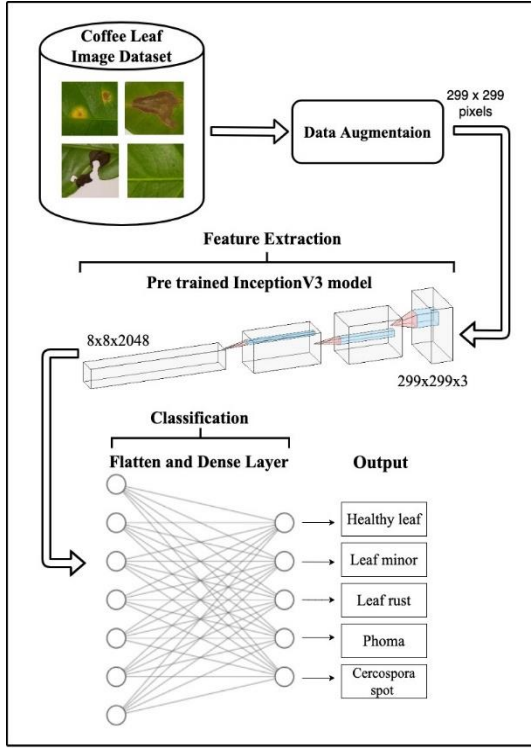 Coffee Leaf
Image Dataset
Data Augmentaion
299 x 299
pixels
Feature Extraction
Pre trained InceptionV3 model
8x8x2048
299x299x3
Classification
Flatten and Dense Layer
Output
Healthy leaf
Leaf minor
Leaf rust
Phoma
Cercospora
spot